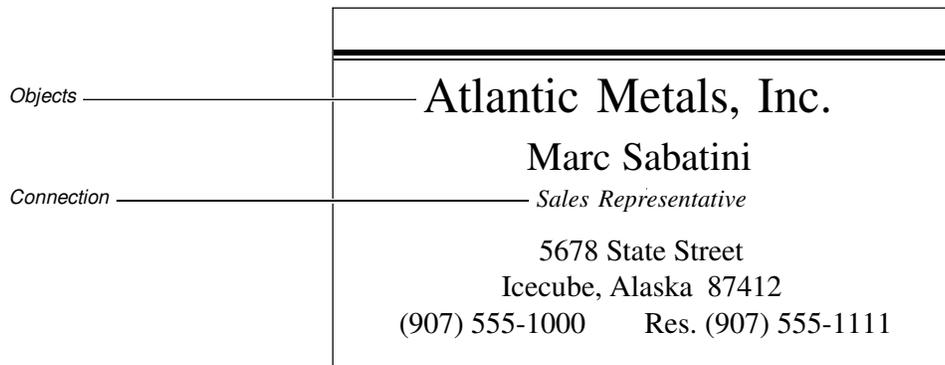 Objects
Atlantic Metals, Inc.
Marc Sabatini
Connection
Sales Representative
5678 State Street
Icecube, Alaska 87412
(907) 555-1000 Res. (907) 555-1111